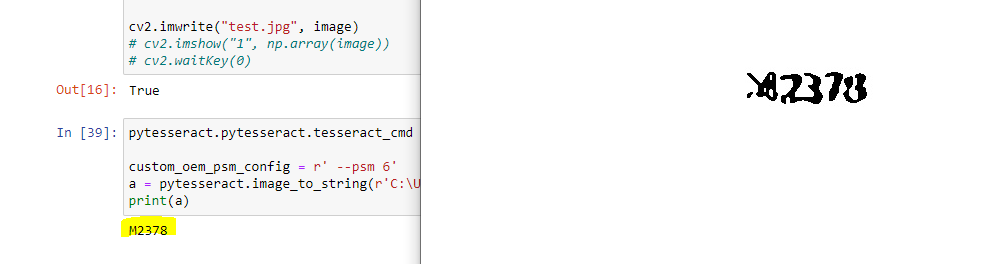 cv2.imwrite("test.jpg", image)
# cv2.imshow("1", np.array(image))
# cv2.waitKey(0)
Out[16]: True
In [39]: pytesseract.pytesseract.tesseract_cmd
custom_oem_psm_config = r' --psm 6'
a = pytesseract.image_to_string(r'C:\U
print(a)
M2378
2378